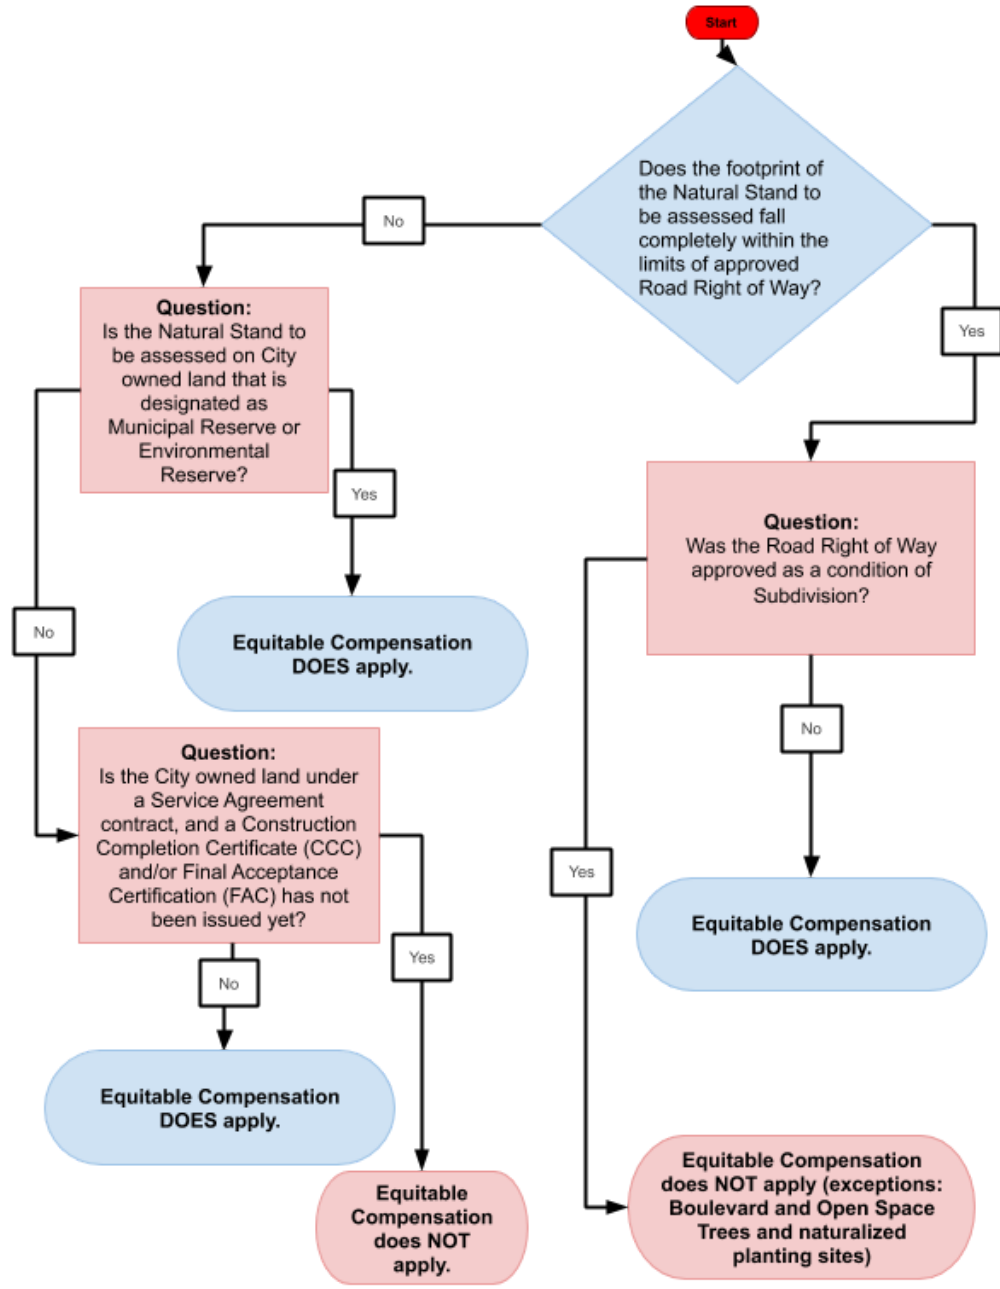 Start
Does the footprint of
the Natural Stand to
be assessed fall
completely within the
limits of approved
Road Right of Way?
No
Yes
Question:
Is the Natural Stand to
be assessed on City
owned land that is
designated as
Municipal Reserve or
Environmental
Reserve?
Yes
No
Equitable Compensation
DOES apply.
Question:
Was the Road Right of Way
approved as a condition of
Subdivision?
No
Yes
Equitable Compensation
DOES apply.
Question:
Is the City owned land under
a Service Agreement
contract, and a Construction
Completion Certificate (CCC)
and/or Final Acceptance
Certification (FAC) has not
been issued yet?
Yes
No
Equitable Compensation
DOES apply.
Equitable
Compensation
does NOT
apply.
Equitable Compensation
does NOT apply (exceptions:
Boulevard and Open Space
Trees and naturalized
planting sites)